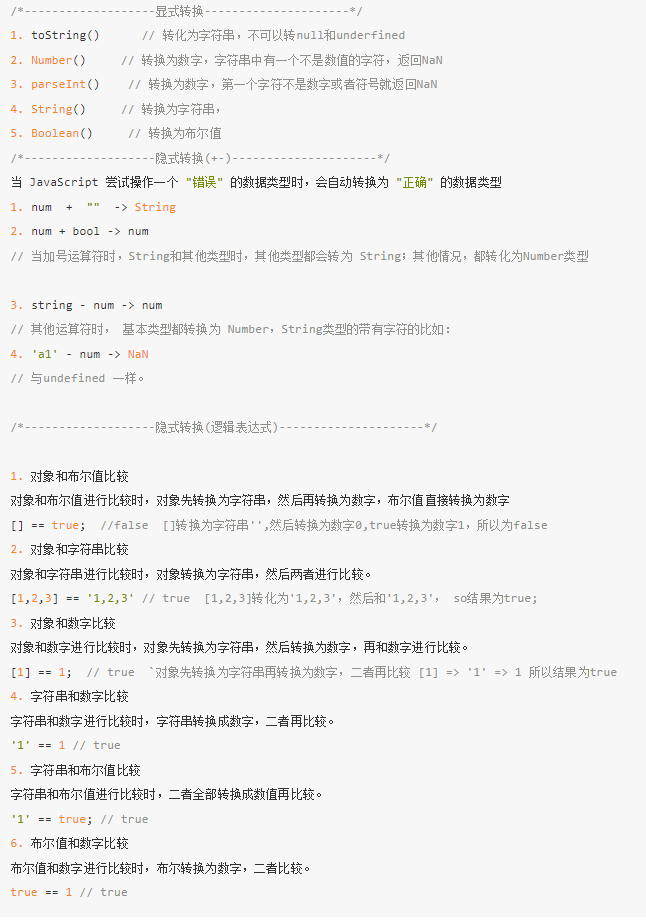 /*-------------------显式转换---------------------*/
1. toString()      // 转化为字符串，不可以转null和underfined
2. Number()     // 转换为数字，字符串中有一个不是数值的字符，返回NaN
3. parseInt()    // 转换为数字，第一个字符不是数字或者符号就返回NaN
4. String()     // 转换为字符串，
5. Boolean()     // 转换为布尔值
/*-------------------隐式转换(+-)---------------------*/
当 JavaScript 尝试操作一个 "错误" 的数据类型时，会自动转换为 "正确" 的数据类型
1. num  +  ""  -> String
2. num + bool -> num
// 当加号运算符时，String和其他类型时，其他类型都会转为 String；其他情况，都转化为Number类型
3. string - num -> num
// 其他运算符时， 基本类型都转换为 Number，String类型的带有字符的比如：
4. 'a1' - num -> NaN
// 与undefined 一样。
/*-------------------隐式转换(逻辑表达式)---------------------*/
1. 对象和布尔值比较
对象和布尔值进行比较时，对象先转换为字符串，然后再转换为数字，布尔值直接转换为数字
[] == true;  //false  []转换为字符串'',然后转换为数字0,true转换为数字1，所以为false
2. 对象和字符串比较
对象和字符串进行比较时，对象转换为字符串，然后两者进行比较。
[1,2,3] == '1,2,3' // true  [1,2,3]转化为'1,2,3'，然后和'1,2,3'， so结果为true;
3. 对象和数字比较
对象和数字进行比较时，对象先转换为字符串，然后转换为数字，再和数字进行比较。
[1] == 1;  // true  `对象先转换为字符串再转换为数字，二者再比较 [1] => '1' => 1 所以结果为true
4. 字符串和数字比较
字符串和数字进行比较时，字符串转换成数字，二者再比较。
'1' == 1 // true
5. 字符串和布尔值比较
字符串和布尔值进行比较时，二者全部转换成数值再比较。
'1' == true; // true
6. 布尔值和数字比较
布尔值和数字进行比较时，布尔转换为数字，二者比较。
true == 1 // true